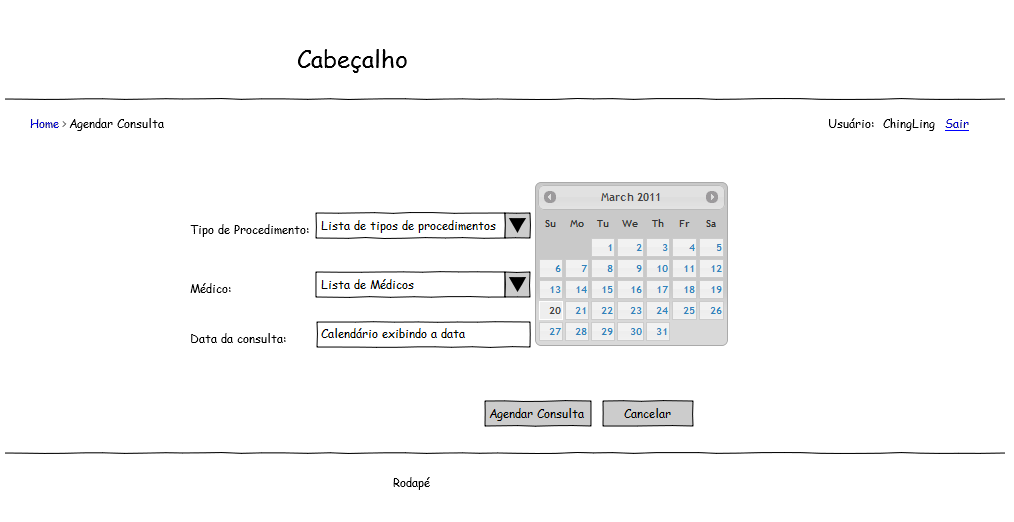 Cabeçalho
Home > Agendar Consulta
Usuário: ChingLing Sair
March 2011
Su Mo Tu We Th Fr Sa
1 2 3 4 5
6 7 8 9 10 11 12
13 14 15 16 17 18 19
20 21 22 23 24 25 26
27 28 29 30 31
Tipo de Procedimento: Lista de tipos de procedimentos
Médico: Lista de Médicos
Data da consulta: Calendário exibindo a data
Agendar Consulta Cancelar
Rodapé